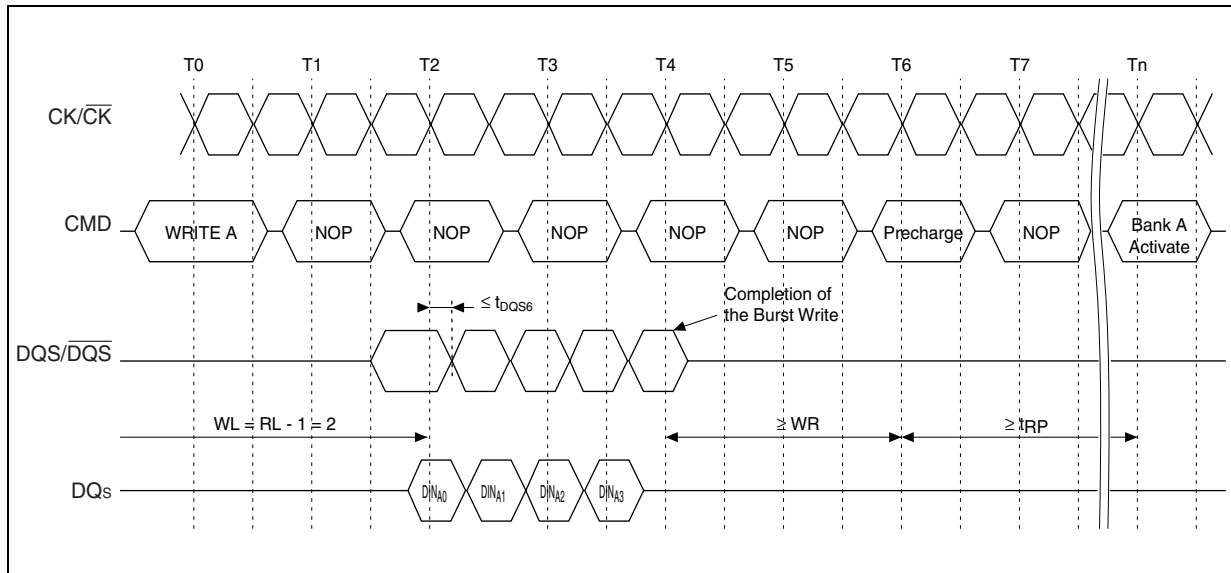 T0 T1 T2 T3 T4 T5 T6 T7 Tn
CK/C̅K̅
CMD
WRITE A NOP NOP NOP NOP NOP Precharge NOP Bank A
Activate
≤ tDQS6
Completion of
the Burst Write
DQS/D̅Q̅S̅
WL = RL - 1 = 2
≥ WR
≥ tRP
DQs
DINA0 DINA1 DINA2 DINA3